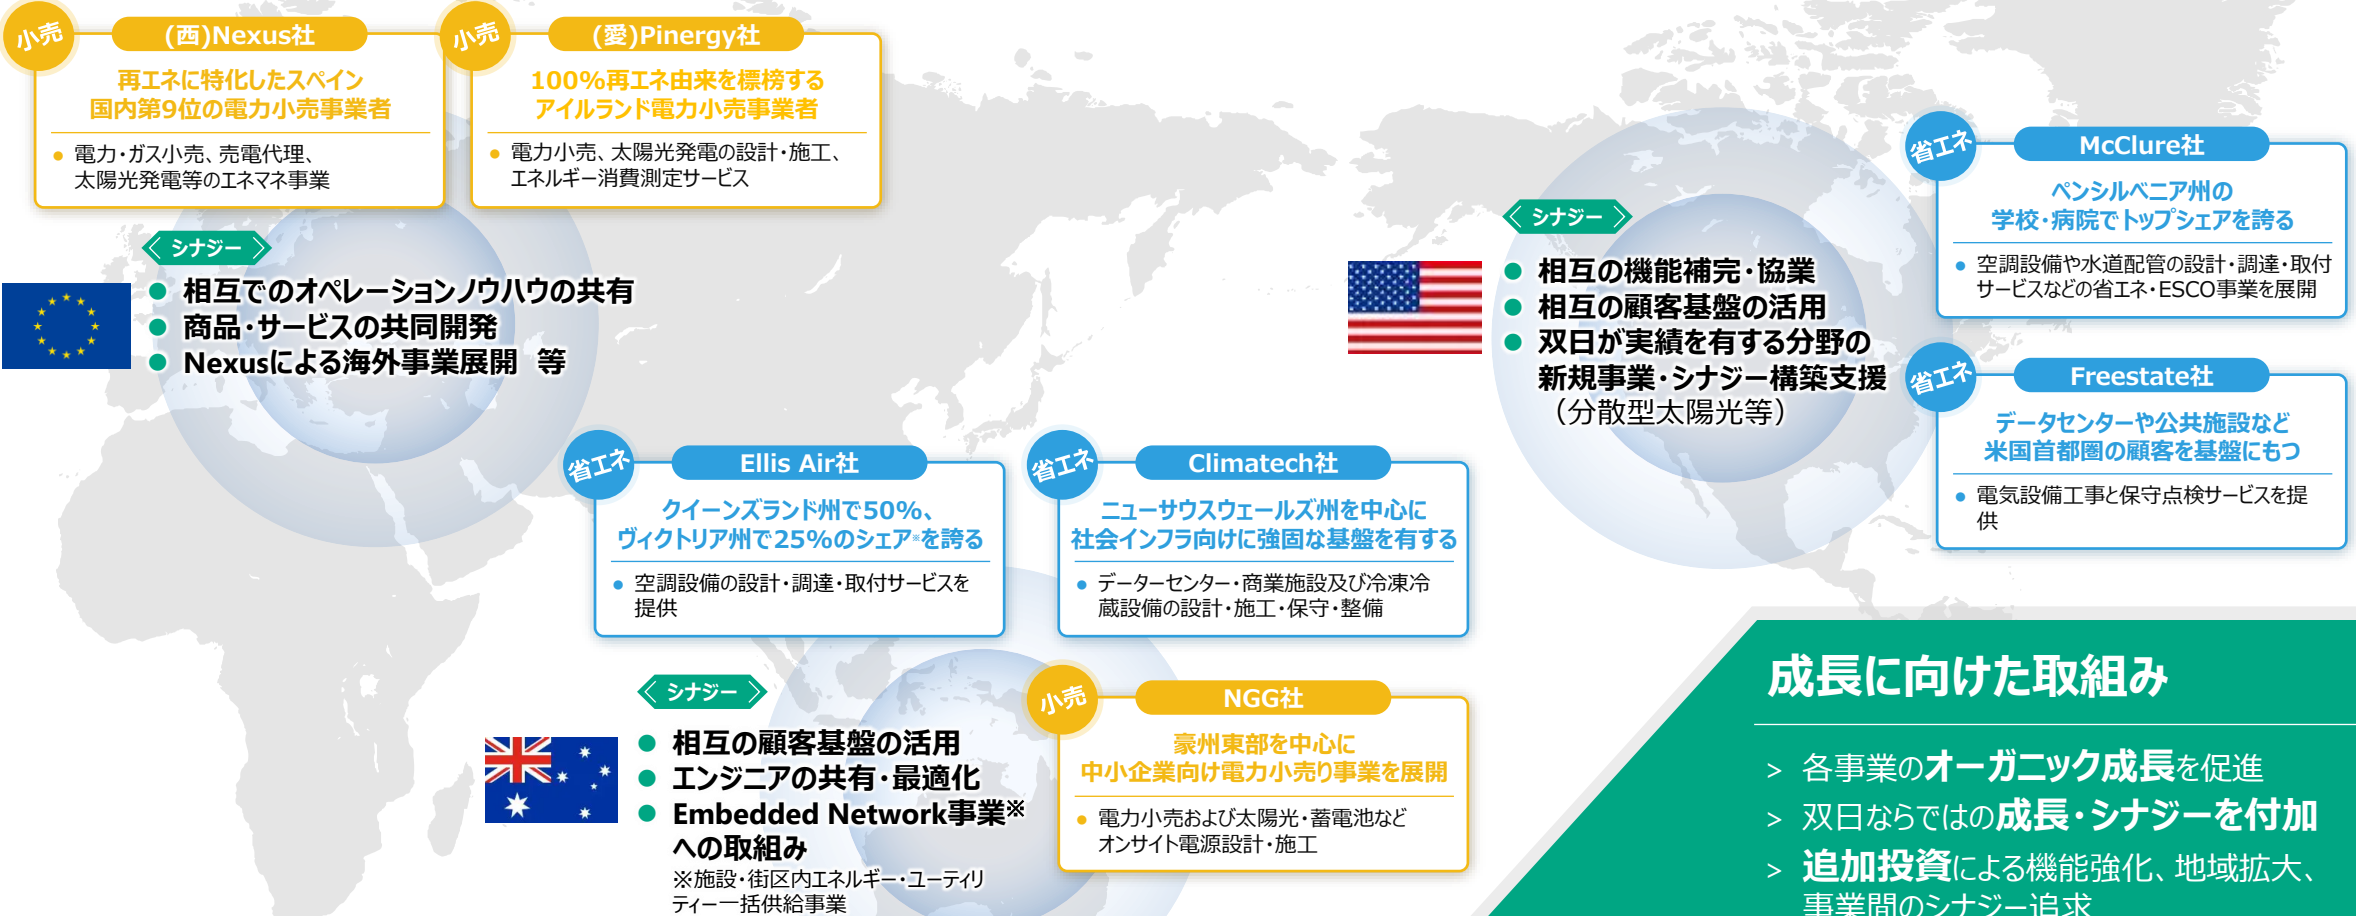 小売
(西)Nexus社
再エネに特化したスペイン
国内第9位の電力小売事業者
● 電力・ガス小売、売電代理、
太陽光発電等のエネマネ事業
小売
(愛)Pinergy社
100%再エネ由来を標榜する
アイルランド電力小売事業者
● 電力小売、太陽光発電の設計・施工、
エネルギー消費測定サービス
シナジー
● 相互でのオペレーションノウハウの共有
● 商品・サービスの共同開発
● Nexusによる海外事業展開 等
シナジー
● 相互の機能補完・協業
● 相互の顧客基盤の活用
● 双日が実績を有する分野の
新規事業・シナジー構築支援
（分散型太陽光等）
省エネ
McClure社
ペンシルベニア州の
学校・病院でトップシェアを誇る
● 空調設備や水道配管の設計・調達・取付
サービスなどの省エネ・ESCO事業を展開
省エネ
Freestate社
データセンターや公共施設など
米国首都圏の顧客を基盤にもつ
● 電気設備工事と保守点検サービスを提
供
省エネ
Ellis Air社
クイーンズランド州で50%、
ヴィクトリア州で25%のシェア※を誇る
● 空調設備の設計・調達・取付サービスを
提供
省エネ
Climatech社
ニューサウスウェールズ州を中心に
社会インフラ向けに強固な基盤を有する
● データーセンター・商業施設及び冷凍冷
蔵設備の設計・施工・保守・整備
シナジー
● 相互の顧客基盤の活用
● エンジニアの共有・最適化
● Embedded Network事業※
への取組み
※施設・街区内エネルギー・ユーティリ
ティー一括供給事業
小売
NGG社
豪州東部を中心に
中小企業向け電力小売り事業を展開
● 電力小売および太陽光・蓄電池など
オンサイト電源設計・施工
成長に向けた取組み
> 各事業のオーガニック成長を促進
> 双日ならではの成長・シナジーを付加
> 追加投資による機能強化、地域拡大、
事業間のシナジー追求